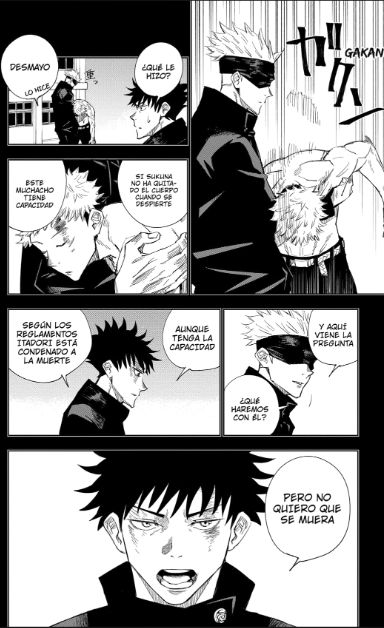 GAKAN
¿QUÉ LE
HIZO?
DESMAYO
LO HICE
SI SUKUNA
NO HA QUITA-
DO EL CUERPO
CUANDO SE
DESPIERTE
ESTE
MUCHACHO
TIENE
CAPACIDAD
Y AQUÍ
VIENE LA
PREGUNTA
¿QUÉ
HAREMOS
CON ÉL?
AUNQUE
TENGA LA
CAPACIDAD
SEGÚN LOS
REGLAMENTOS
ITADORI ESTÁ
CONDENADO A
LA MUERTE
PERO NO
QUIERO QUE
SE MUERA